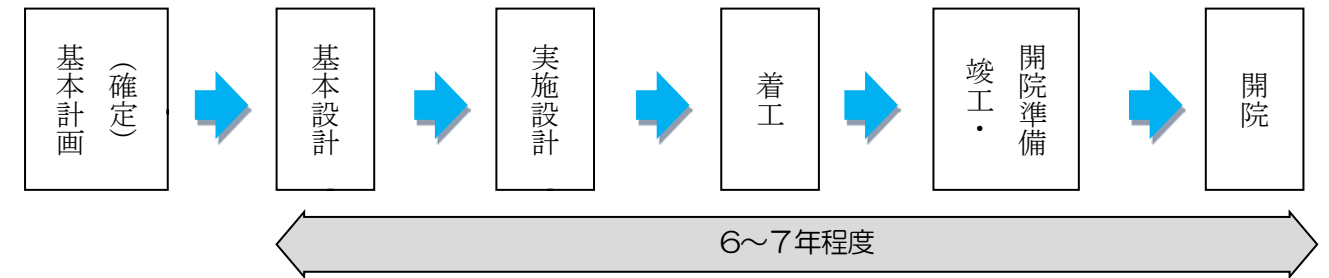 基本計画
（確定）
基本設計
実施設計
着工
竣工・
開院準備
開院
6～7年程度